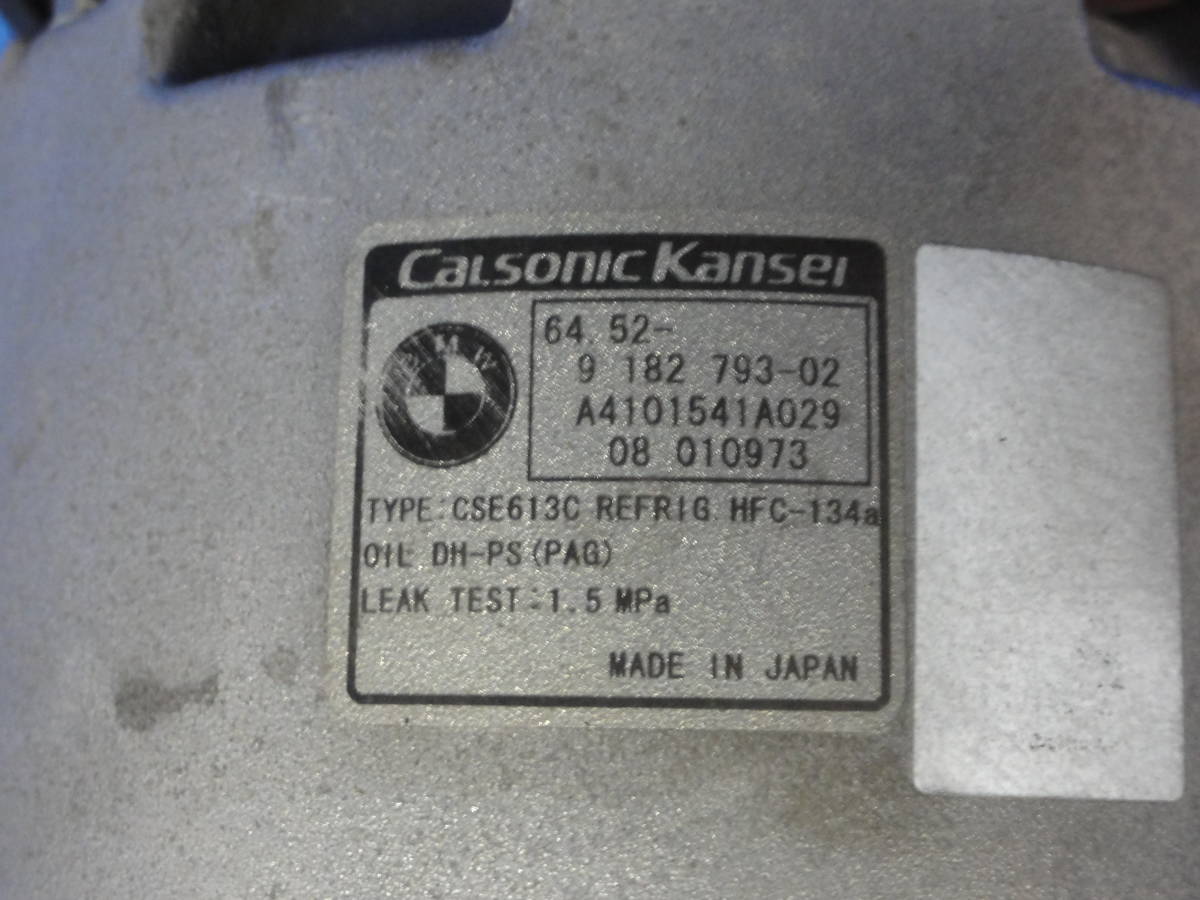 Calsonic Kansei
BMW
64. 52-
9 182 793-02
A4101541A029
08 010973
TYPE:CSE613C REFRIG. HFC-134a
OIL: DH-PS(PAG)
LEAK TEST:1.5 MPa
MADE IN JAPAN